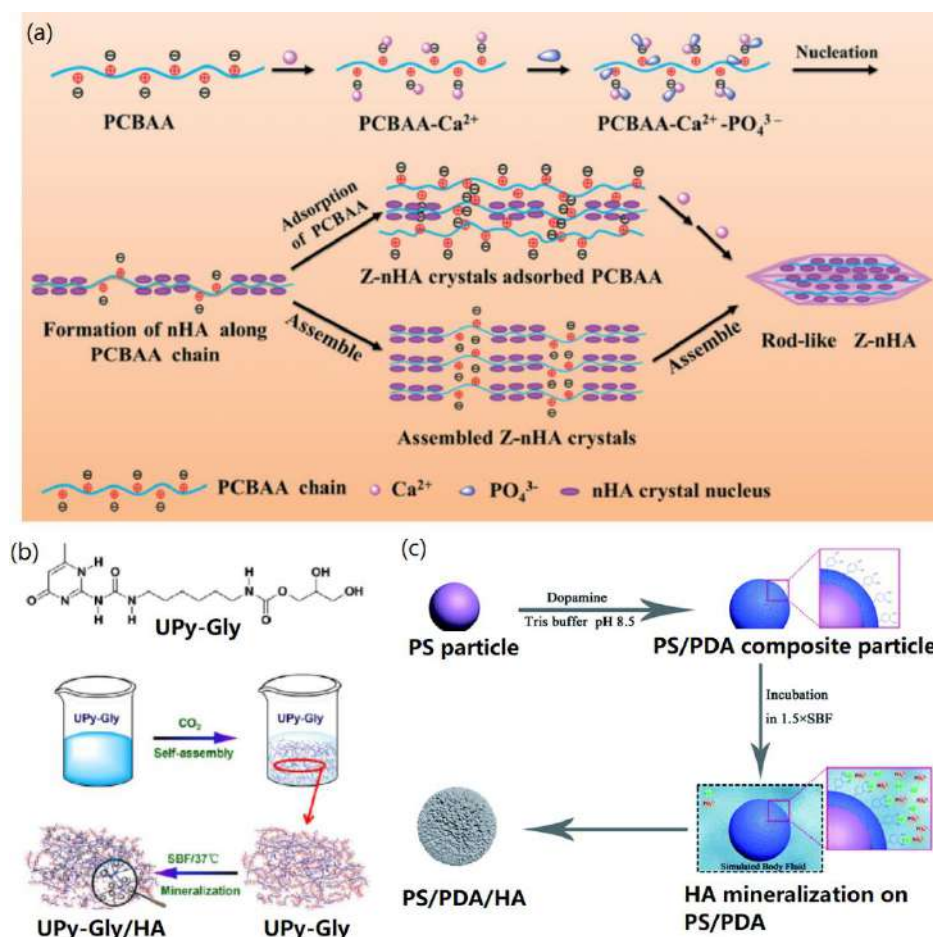 (a)
Nucleation
PCBAA
PCBAA-Ca²⁺
PCBAA-Ca²⁺-PO₄³⁻
Adsorption
of PCBAA
Z-nHA crystals adsorbed PCBAA
Formation of nHA along
PCBAA chain
Assemble
Assemble
Rod-like Z-nHA
Assembled Z-nHA crystals
PCBAA chain
Ca²⁺
PO₄³⁻
nHA crystal nucleus
(b)
H
N
O
N
N
H
O
N
H
H
N
O
O
OH
OH
UPy-Gly
UPy-Gly
CO₂
Self-assembly
UPy-Gly
SBF/37℃
Mineralization
UPy-Gly/HA
UPy-Gly
(c)
PS particle
Dopamine
Tris buffer pH 8.5
PS/PDA composite particle
Incubation
in 1.5×SBF
Simulated Body Fluid
PS/PDA/HA
HA mineralization on
PS/PDA